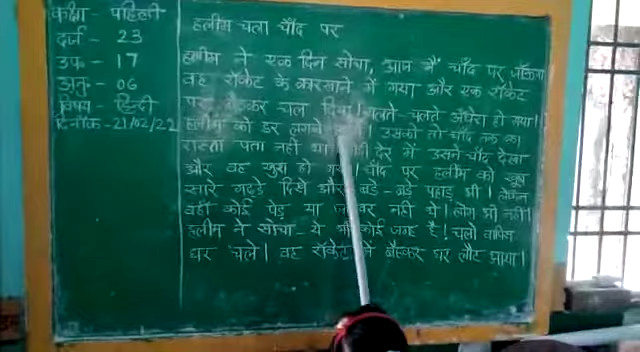 कक्षा - पहिली
दर्ज - 23
उप. - 17
अनु. - 06
विषय - हिन्दी
दिनाँक - 21/02/22
हलीम चला चाँद पर
हलीम ने एक दिन सोचा, आज मैं चाँद पर जाऊँगा
वह रॉकेट के कारखाने में गया और एक रॉकेट
पर बैठकर चल दिया। चलते-चलते अँधेरा हो गया।
हलीम को डर लगने उसको तो चाँद तक का
रास्ता पता नहीं था। देर में उसने चाँद देखा
और वह खुश हो गया। चाँद पर हलीम को खूब
सारे गड्ढे दिखे और बडे - बडे पहाड़ भी। लेकिन
वहाँ कोई पेड़ या जानवर नहीं थे। लोग भी नहीं।
हलीम ने सोचा - ये भी कोई जगह है! चलो वापिस
घर चले। वह रॉकेट में बैठकर घर लौट आया।